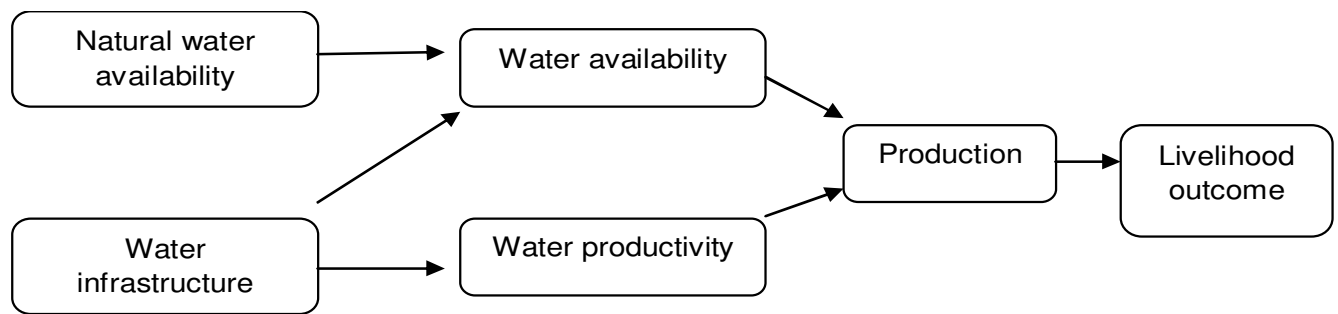 Natural water
availability
Water availability
Production
Livelihood
outcome
Water
infrastructure
Water productivity